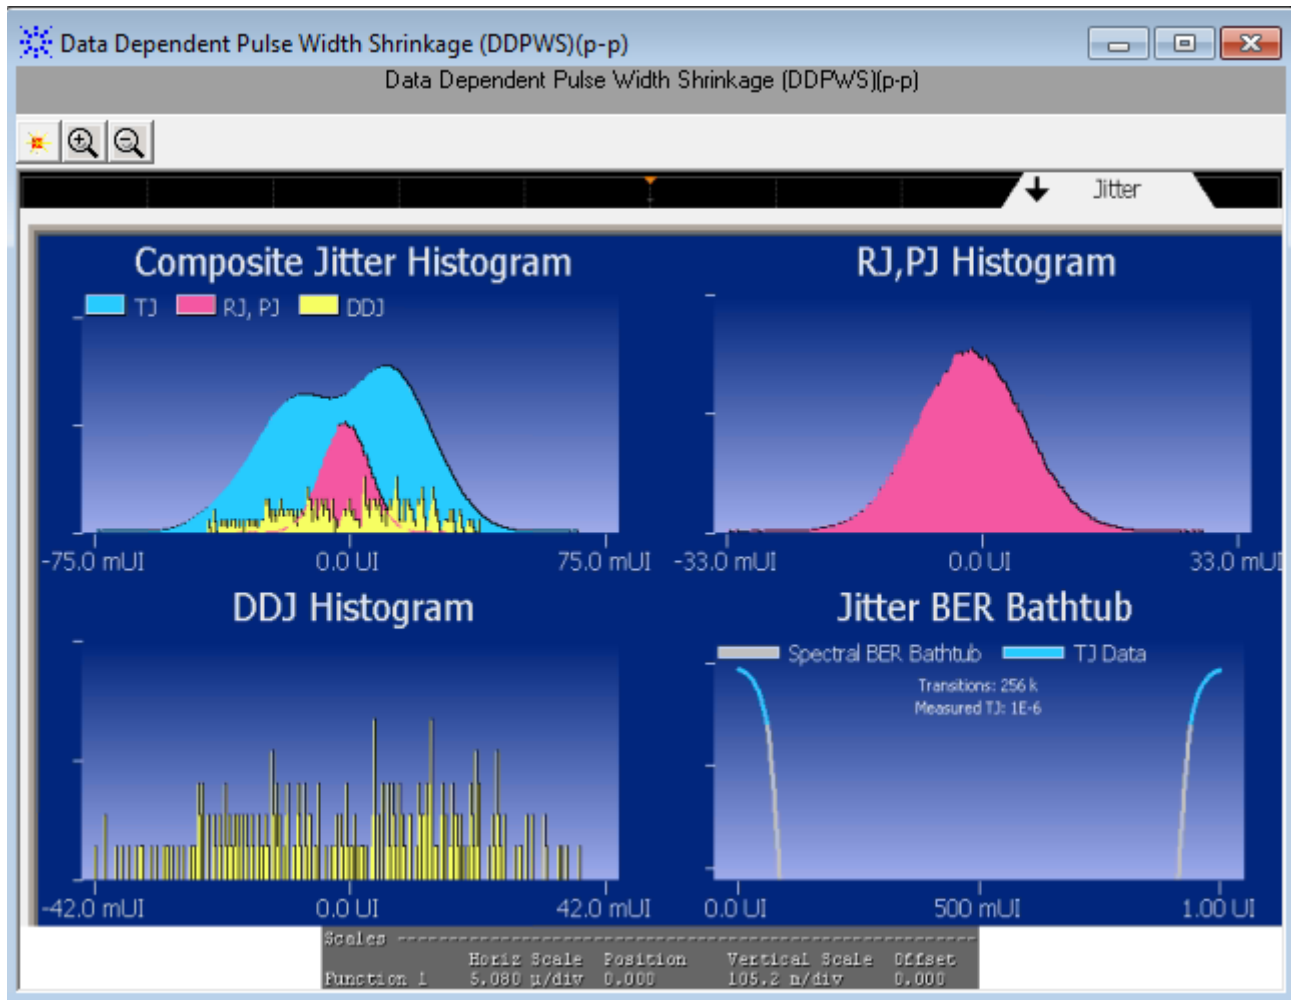 Data Dependent Pulse Width Shrinkage (DDPWS)(p-p)
Data Dependent Pulse Width Shrinkage (DDPWS)(p-p)
Jitter
Composite Jitter Histogram
TJ RJ, PJ DDJ
-75.0 mUI 0.0 UI 75.0 mUI
RJ,PJ Histogram
-33.0 mUI 0.0 UI 33.0 mUI
DDJ Histogram
-42.0 mUI 0.0 UI 42.0 mUI
Jitter BER Bathtub
Spectral BER Bathtub TJ Data
Transitions: 256 k
Measured TJ: 1E-6
0.0 UI 500 mUI 1.00 UI
Scales --------------------------------------------------
Horiz Scale Position Vertical Scale Offset
Function 1 5.080 µ/div 0.000 105.2 m/div 0.000